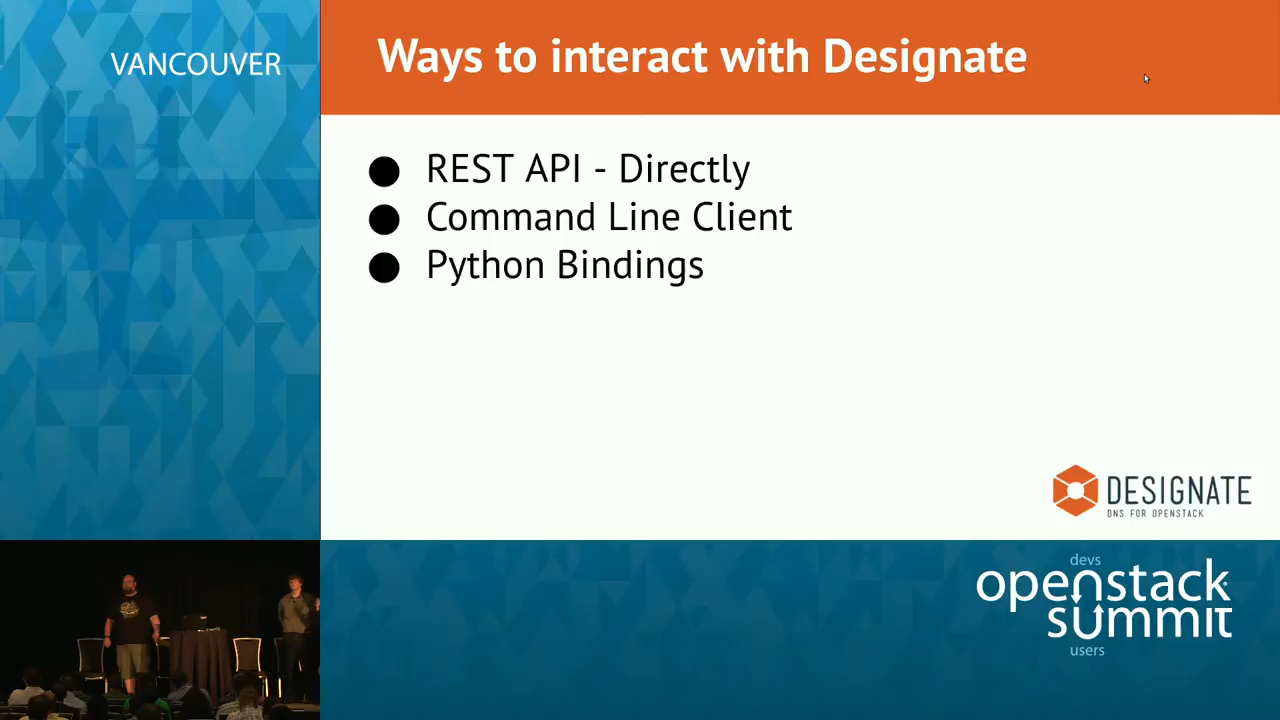 VANCOUVER
Ways to interact with Designate
● REST API - Directly
● Command Line Client
● Python Bindings
DESIGNATE
DNS FOR OPENSTACK
devs
openstack
summit
users